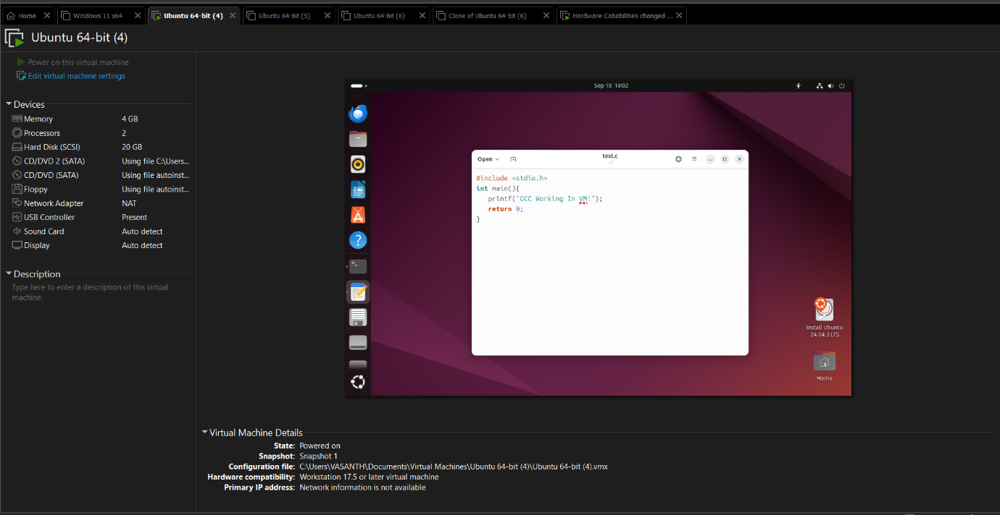 Home
Windows 11 x64
Ubuntu 64-bit (4)
Ubuntu 64-bit (5)
Ubuntu 64-bit (6)
Clone of Ubuntu 64-bit (6)
Hardware Cababilities changed ...
Ubuntu 64-bit (4)
Power on this virtual machine
Edit virtual machine settings
Devices
Memory 4 GB
Processors 2
Hard Disk (SCSI) 20 GB
CD/DVD 2 (SATA) Using file C:\Users...
CD/DVD (SATA) Using file autoinst...
Floppy Using file autoinst...
Network Adapter NAT
USB Controller Present
Sound Card Auto detect
Display Auto detect
Description
Type here to enter a description of this virtual
machine.
Sep 18 16:02
Open
test.c
~/
#include <stdio.h>
int main(){
printf("GCC Working In VM!");
return 0;
}
Install Ubuntu
24.04.3 LTS
Home
Virtual Machine Details
State: Powered on
Snapshot: Snapshot 1
Configuration file: C:\Users\VASANTH\Documents\Virtual Machines\Ubuntu 64-bit (4)\Ubuntu 64-bit (4).vmx
Hardware compatibility: Workstation 17.5 or later virtual machine
Primary IP address: Network information is not available